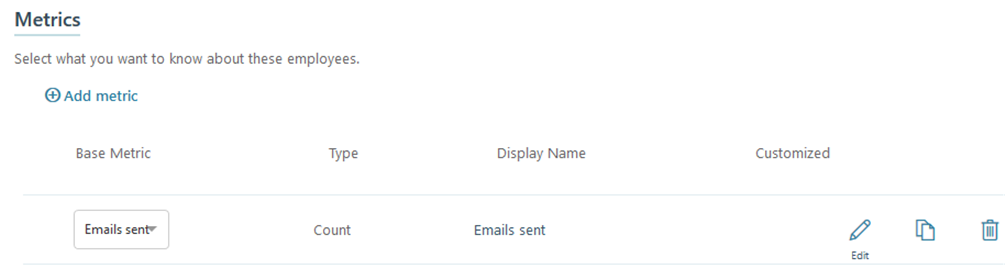 Metrics
Select what you want to know about these employees.
Add metric
Base Metric Type Display Name Customized
Emails sent Count Emails sent
Edit